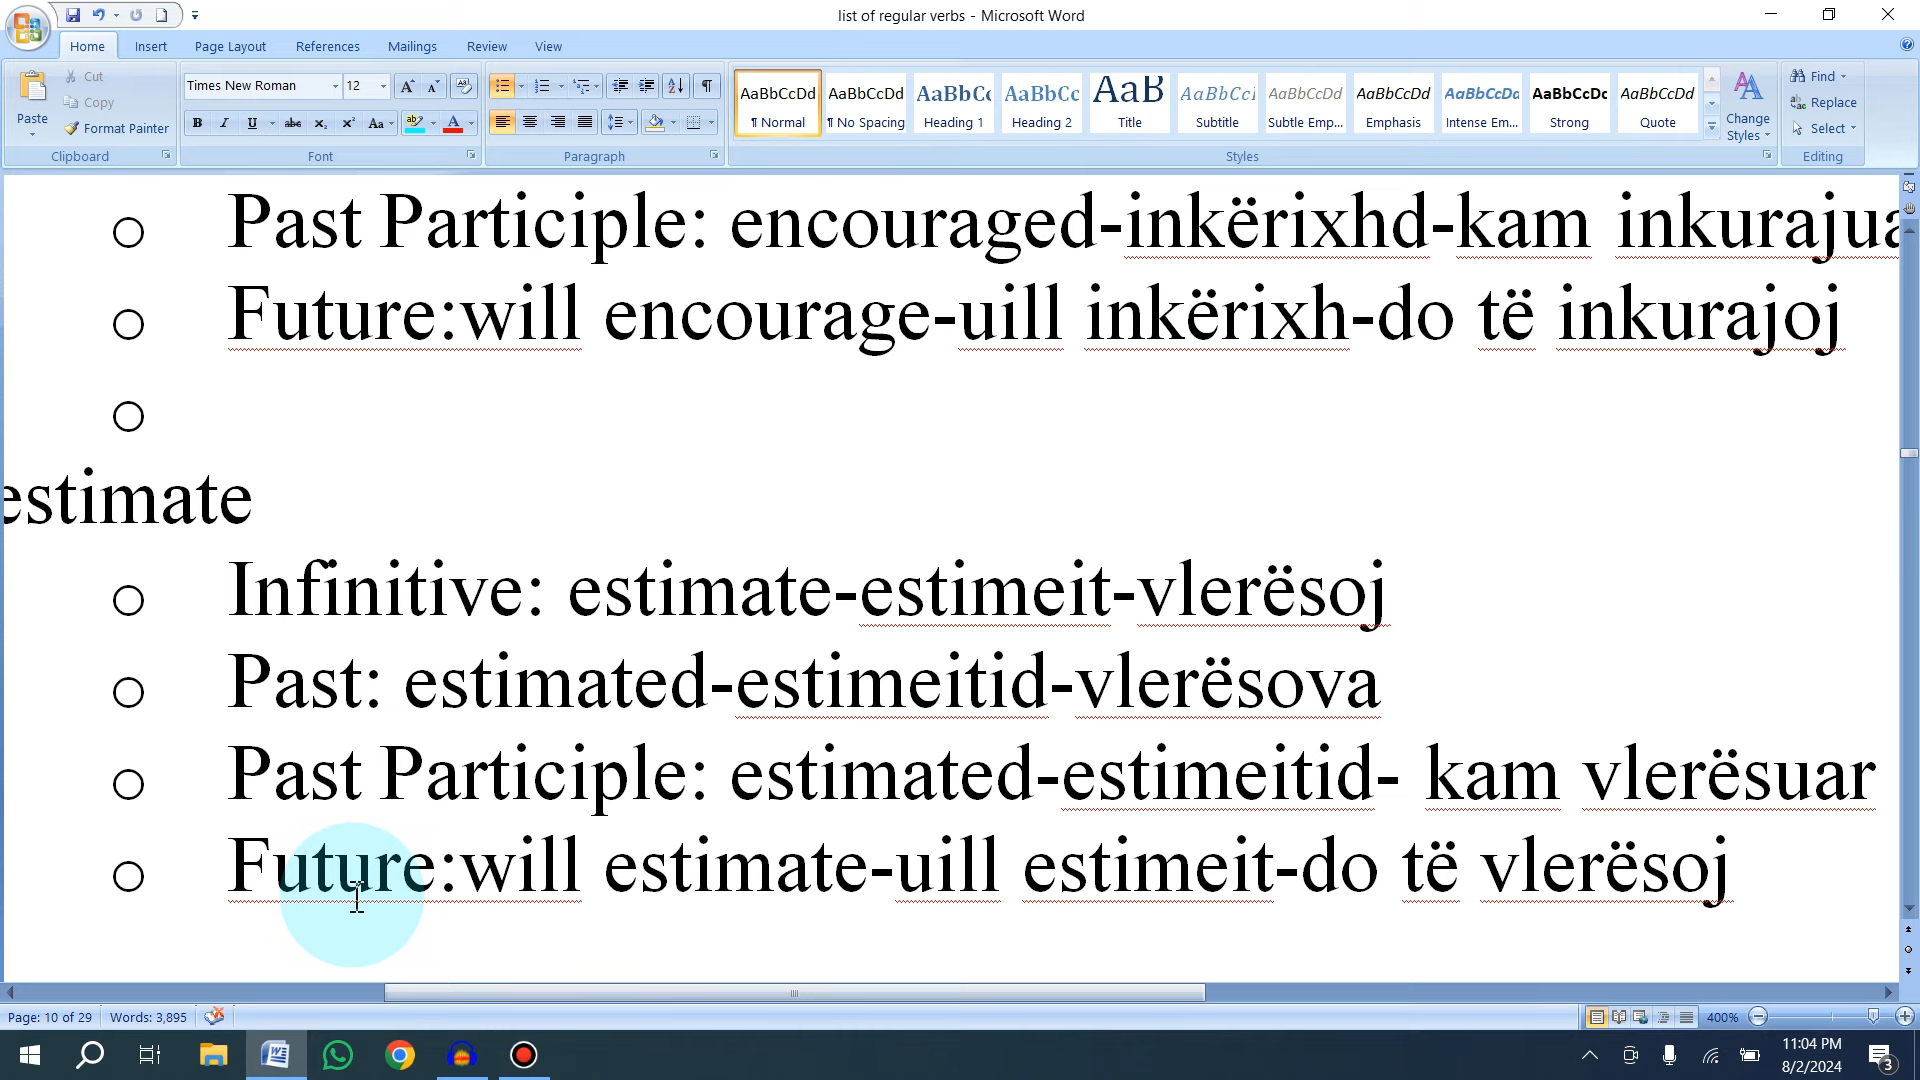 list of regular verbs - Microsoft Word
Home Insert Page Layout References Mailings Review View
Cut
Copy
Format Painter
Paste
Clipboard
Times New Roman 12
Font
Paragraph
AaBbCcDd AaBbCcDd AaBbCc AaBbCc AaB AaBbCcI AaBbCcDd AaBbCcDd AaBbCcDd AaBbCcDc AaBbCcDd
¶ Normal ¶ No Spacing Heading 1 Heading 2 Title Subtitle Subtle Emp... Emphasis Intense Em... Strong Quote
Change Styles
Styles
Find
Replace
Select
Editing
Past Participle: encouraged-inkërixhd-kam inkurajua
Future:will encourage-uill inkërixh-do të inkurajoj
estimate
Infinitive: estimate-estimeit-vlerësoj
Past: estimated-estimeitid-vlerësova
Past Participle: estimated-estimeitid- kam vlerësuar
Future:will estimate-uill estimeit-do të vlerësoj
Page: 10 of 29 Words: 3,895 400%
11:04 PM
8/2/2024
3